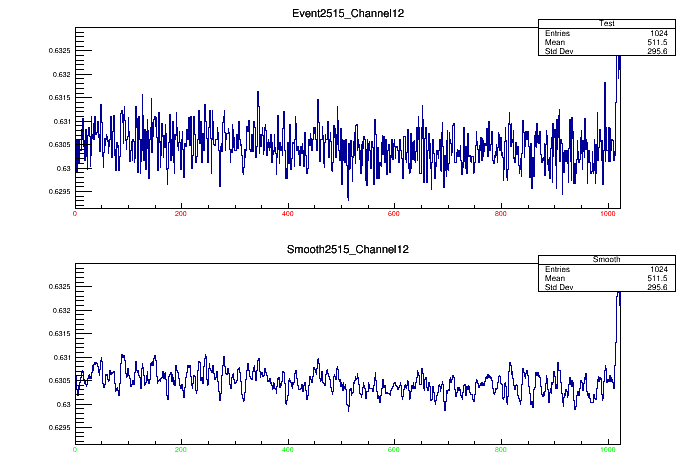 Event2515_Channel12
Test
Entries 1024
Mean 511.5
Std Dev 295.6
0.6325
0.632
0.6315
0.631
0.6305
0.63
0.6295
0 200 400 600 800 1000
Smooth2515_Channel12
Smooth
Entries 1024
Mean 511.5
Std Dev 295.6
0.6325
0.632
0.6315
0.631
0.6305
0.63
0.6295
0 200 400 600 800 1000